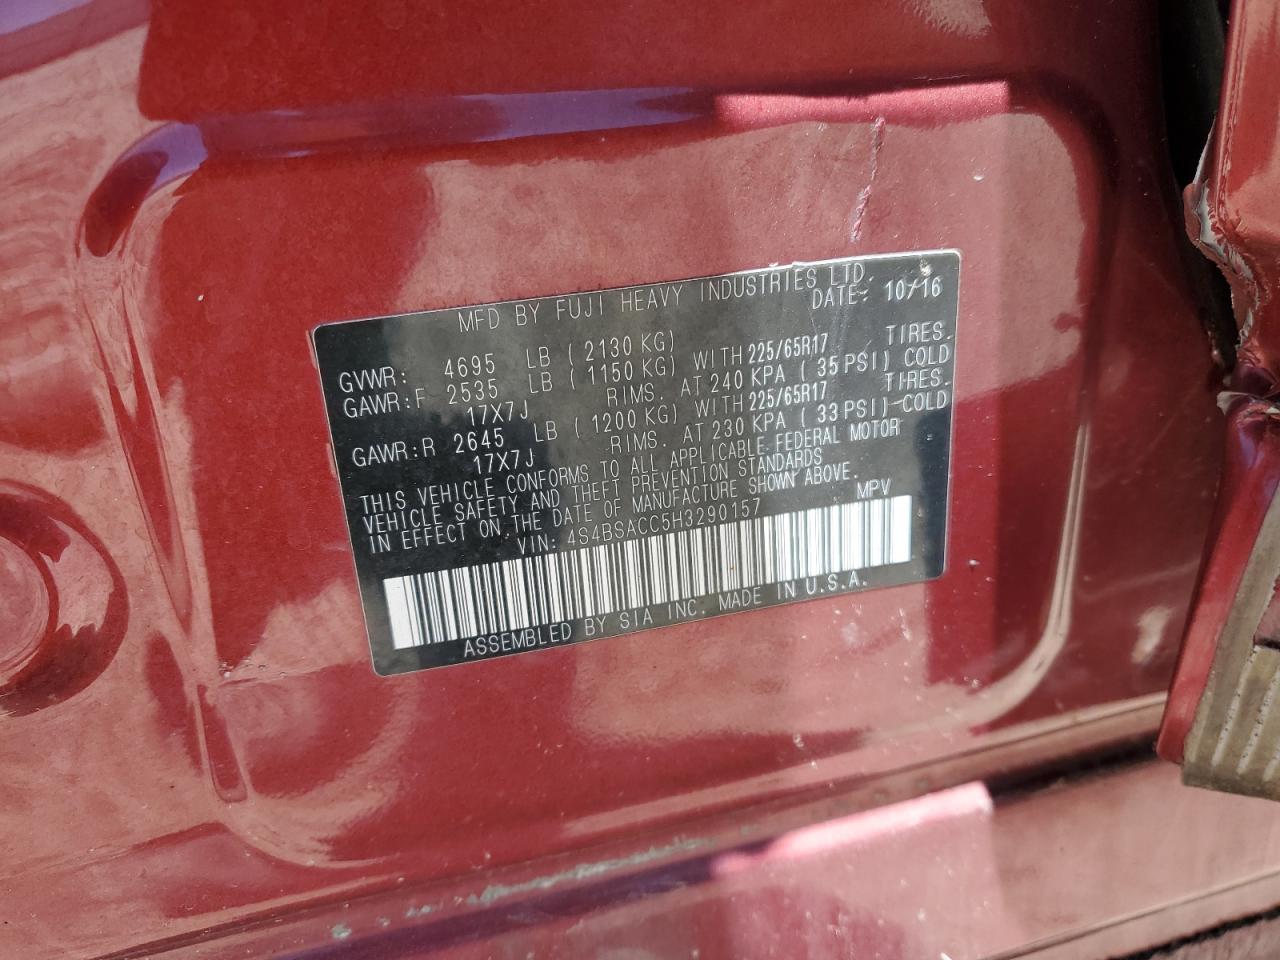 MFD BY FUJI HEAVY INDUSTRIES LTD.
DATE: 10/16
GVWR: 4695 LB ( 2130 KG)
GAWR:F 2535 LB ( 1150 KG) WITH 225/65R17 TIRES.
17X7J RIMS. AT 240 KPA ( 35 PSI) COLD
GAWR:R 2645 LB ( 1200 KG) WITH 225/65R17 TIRES.
17X7J RIMS. AT 230 KPA ( 33 PSI) COLD
THIS VEHICLE CONFORMS TO ALL APPLICABLE FEDERAL MOTOR
VEHICLE SAFETY AND THEFT PREVENTION STANDARDS
IN EFFECT ON THE DATE OF MANUFACTURE SHOWN ABOVE.
VIN: 4S4BSACC5H3290157 MPV
ASSEMBLED BY SIA INC. MADE IN U.S.A.